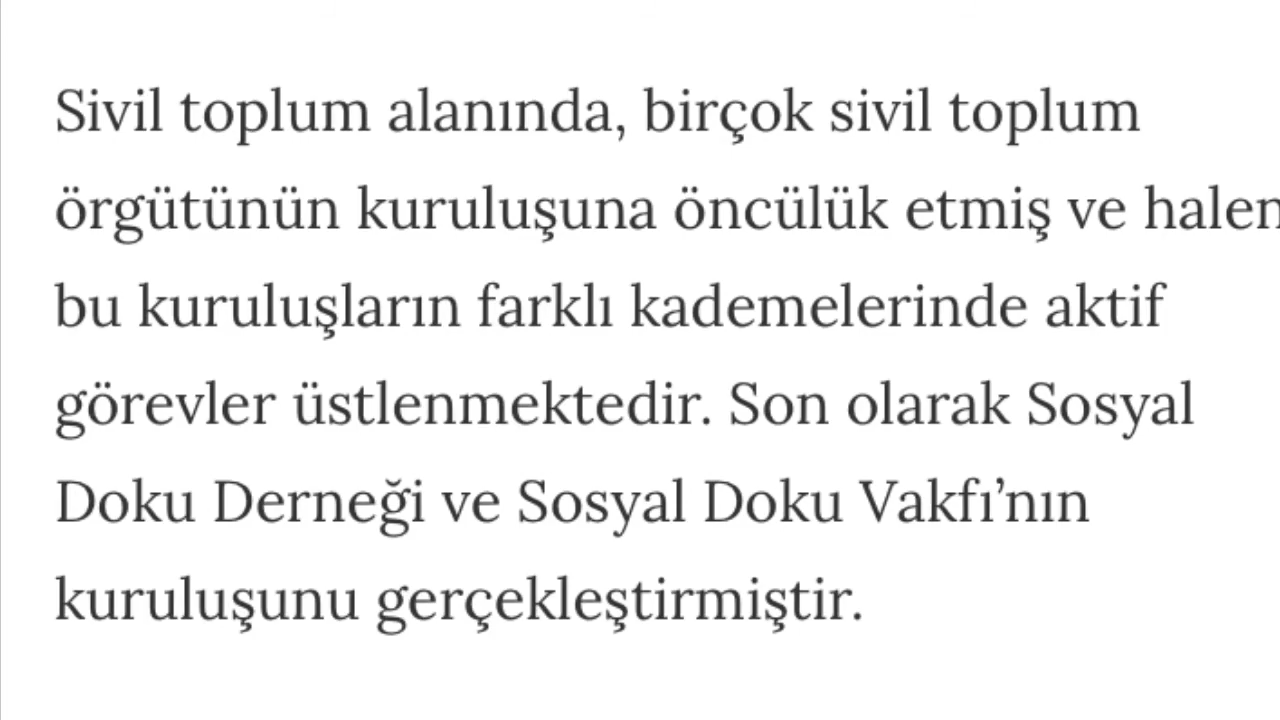 Sivil toplum alanında, birçok sivil toplum
örgütünün kuruluşuna öncülük etmiş ve halen
bu kuruluşların farklı kademelerinde aktif
görevler üstlenmektedir. Son olarak Sosyal
Doku Derneği ve Sosyal Doku Vakfı’nın
kuruluşunu gerçekleştirmiştir.